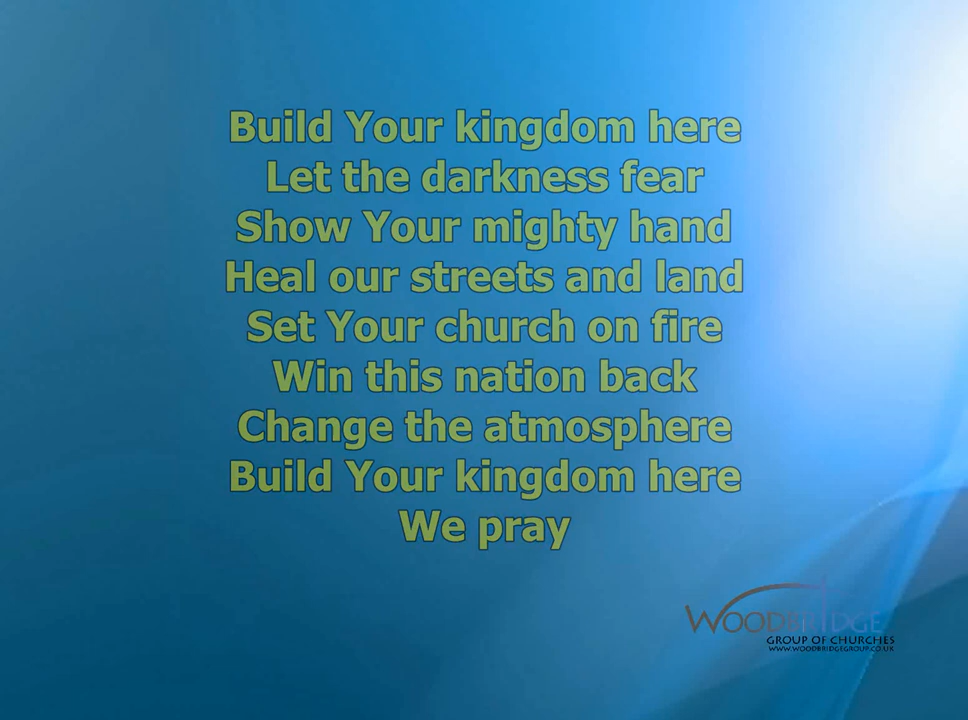 Build Your kingdom here
Let the darkness fear
Show Your mighty hand
Heal our streets and land
Set Your church on fire
Win this nation back
Change the atmosphere
Build Your kingdom here
We pray
WOODBRIDGE
GROUP OF CHURCHES
WWW.WOODBRIDGEGROUP.CO.UK